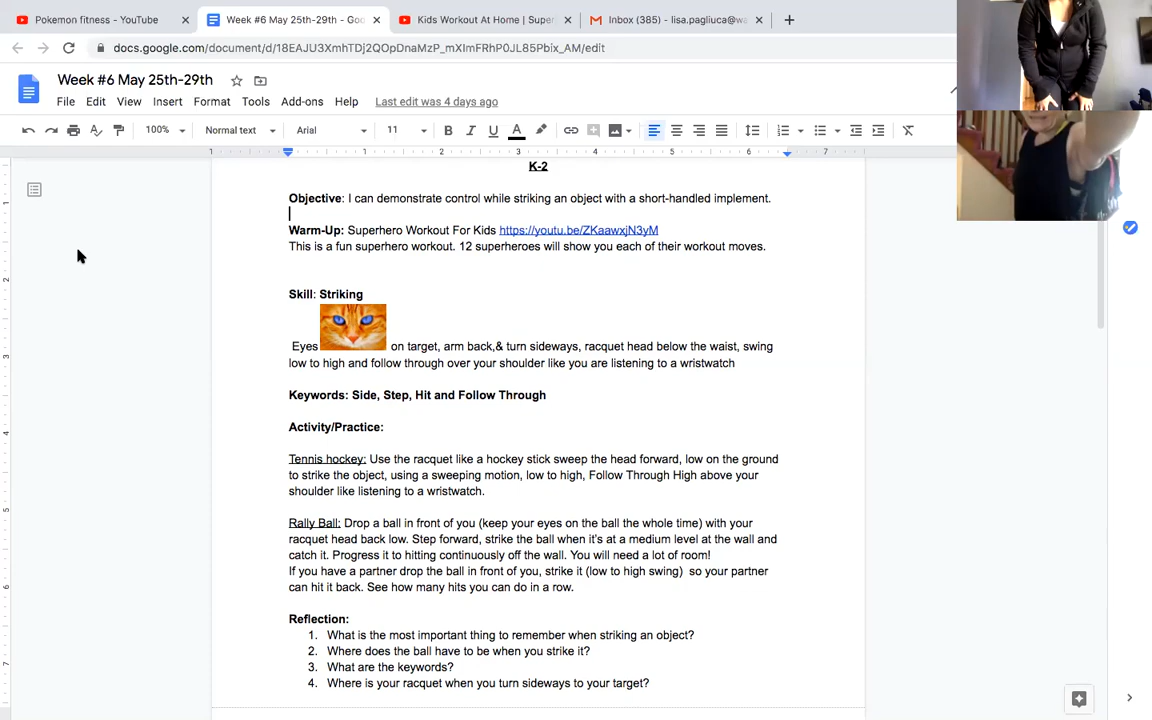 Pokemon fitness - YouTube
Week #6 May 25th-29th - Goo
Kids Workout At Home | Super
Inbox (385) - lisa.pagliuca@wa
docs.google.com/document/d/18EAJU3XmhTDj2QOpDnaMzP_mXImFRhP0JL85Pbix_AM/edit
Week #6 May 25th-29th
File Edit View Insert Format Tools Add-ons Help Last edit was 4 days ago
100% Normal text Arial 11
1 1 2 3 4 5 6 7
K-2
Objective: I can demonstrate control while striking an object with a short-handled implement.
Warm-Up: Superhero Workout For Kids https://youtu.be/ZKaawxjN3yM
This is a fun superhero workout. 12 superheroes will show you each of their workout moves.
Skill: Striking
Eyes on target, arm back,& turn sideways, racquet head below the waist, swing
low to high and follow through over your shoulder like you are listening to a wristwatch
Keywords: Side, Step, Hit and Follow Through
Activity/Practice:
Tennis hockey: Use the racquet like a hockey stick sweep the head forward, low on the ground
to strike the object, using a sweeping motion, low to high, Follow Through High above your
shoulder like listening to a wristwatch.
Rally Ball: Drop a ball in front of you (keep your eyes on the ball the whole time) with your
racquet head back low. Step forward, strike the ball when it's at a medium level at the wall and
catch it. Progress it to hitting continuously off the wall. You will need a lot of room!
If you have a partner drop the ball in front of you, strike it (low to high swing) so your partner
can hit it back. See how many hits you can do in a row.
Reflection:
1. What is the most important thing to remember when striking an object?
2. Where does the ball have to be when you strike it?
3. What are the keywords?
4. Where is your racquet when you turn sideways to your target?